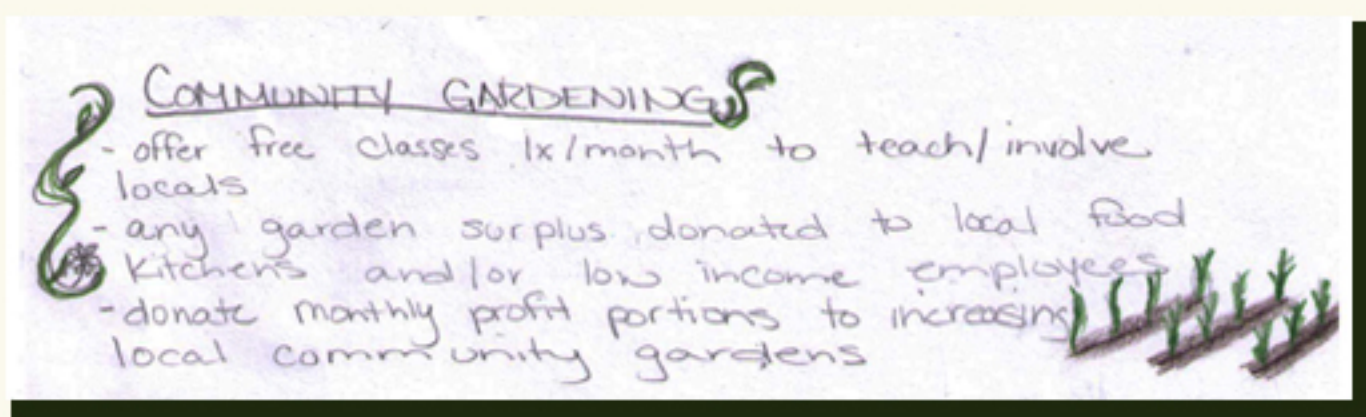 COMMUNITY GARDENING
- offer free classes 1x/month to teach/involve
locals
- any garden surplus donated to local food
kitchens and/or low income employees
- donate monthly profit portions to increasing
local community gardens